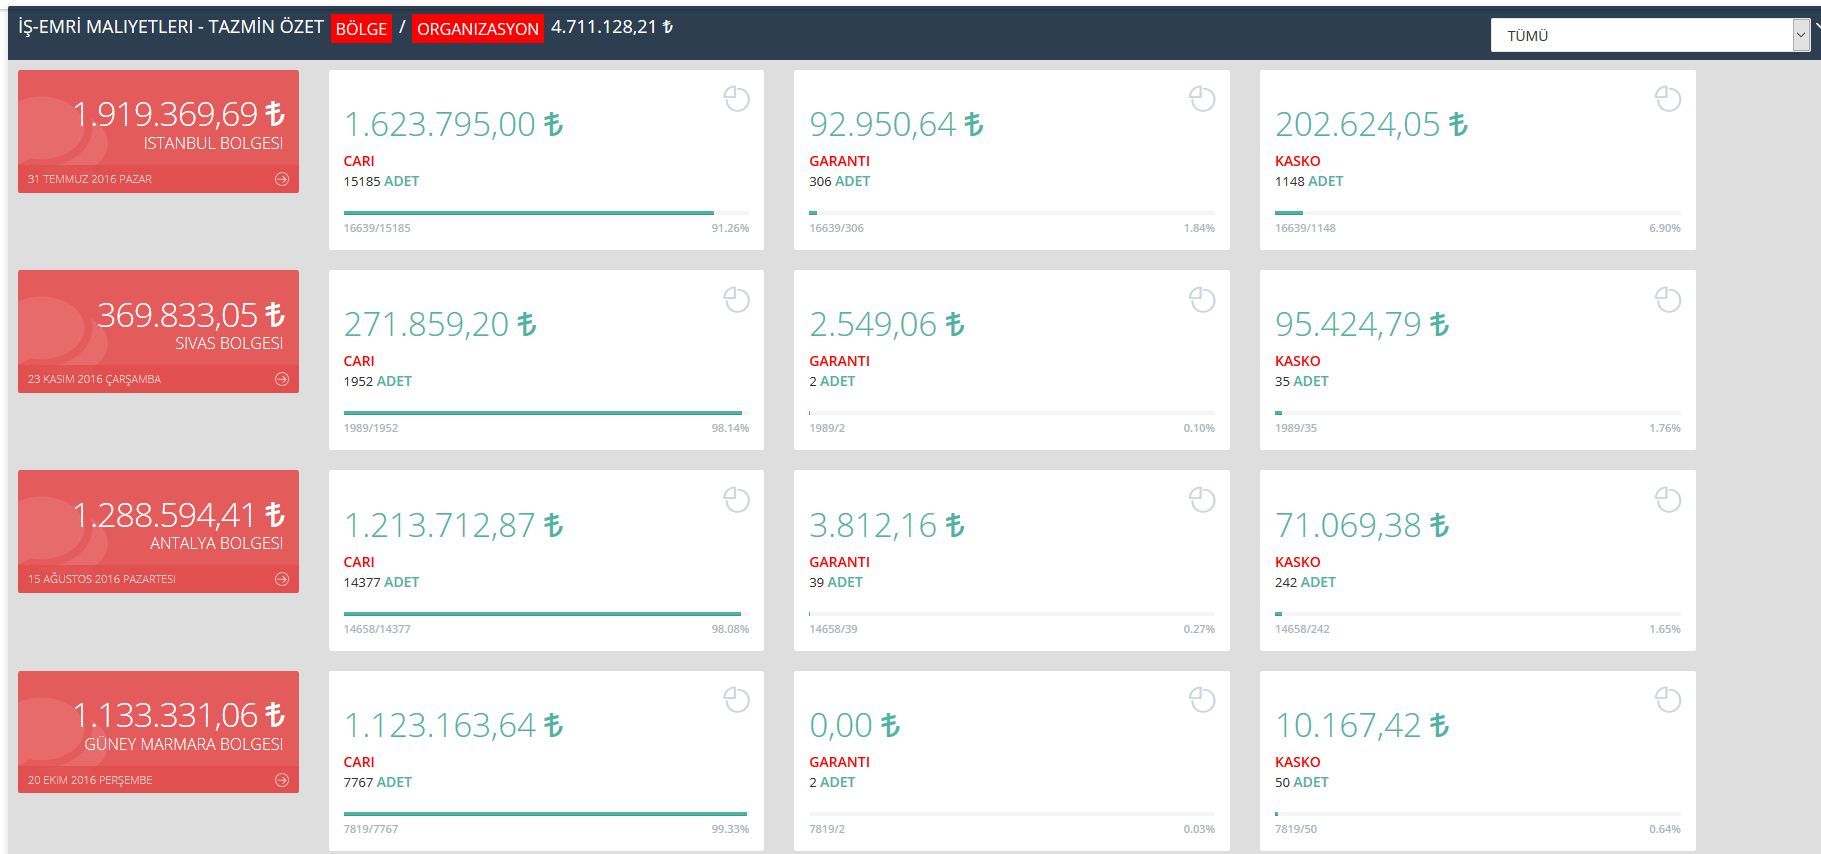 İŞ-EMRİ MALIYETLERI - TAZMİN ÖZET BÖLGE / ORGANIZASYON 4.711.128,21 ₺
TÜMÜ
1.919.369,69 ₺
ISTANBUL BOLGESI
31 TEMMUZ 2016 PAZAR
1.623.795,00 ₺
CARI
15185 ADET
16639/15185 91.26%
92.950,64 ₺
GARANTI
306 ADET
16639/306 1.84%
202.624,05 ₺
KASKO
1148 ADET
16639/1148 6.90%
369.833,05 ₺
SIVAS BOLGESI
23 KASIM 2016 ÇARŞAMBA
271.859,20 ₺
CARI
1952 ADET
1989/1952 98.14%
2.549,06 ₺
GARANTI
2 ADET
1989/2 0.10%
95.424,79 ₺
KASKO
35 ADET
1989/35 1.76%
1.288.594,41 ₺
ANTALYA BOLGESI
15 AĞUSTOS 2016 PAZARTESI
1.213.712,87 ₺
CARI
14377 ADET
14658/14377 98.08%
3.812,16 ₺
GARANTI
39 ADET
14658/39 0.27%
71.069,38 ₺
KASKO
242 ADET
14658/242 1.65%
1.133.331,06 ₺
GÜNEY MARMARA BOLGESI
20 EKIM 2016 PERŞEMBE
1.123.163,64 ₺
CARI
7767 ADET
7819/7767 99.33%
0,00 ₺
GARANTI
2 ADET
7819/2 0.03%
10.167,42 ₺
KASKO
50 ADET
7819/50 0.64%